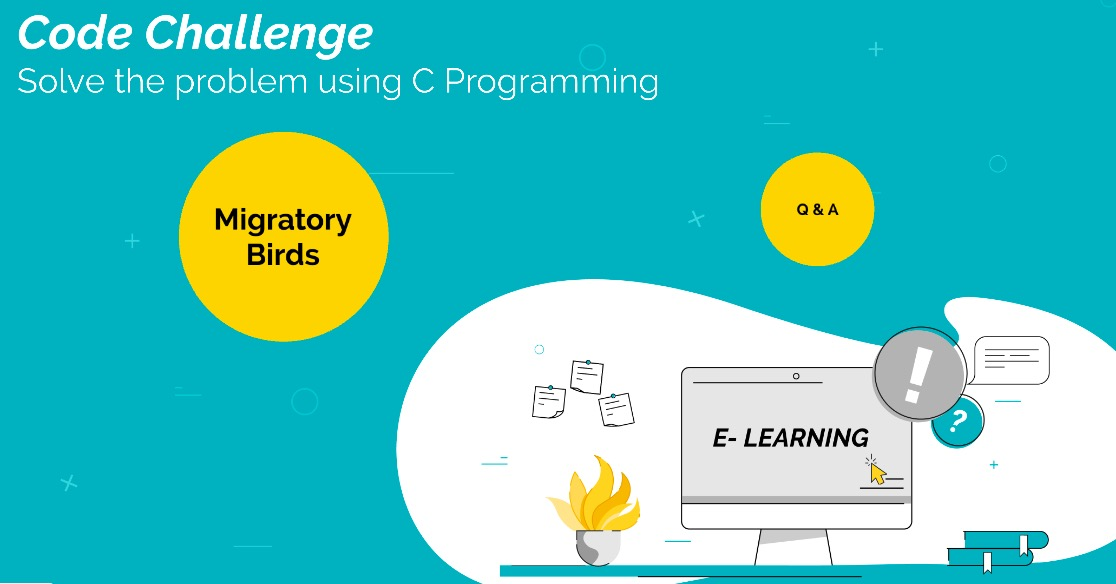 Code Challenge
Solve the problem using C Programming
Migratory
Birds
Q & A
!
?
E- LEARNING